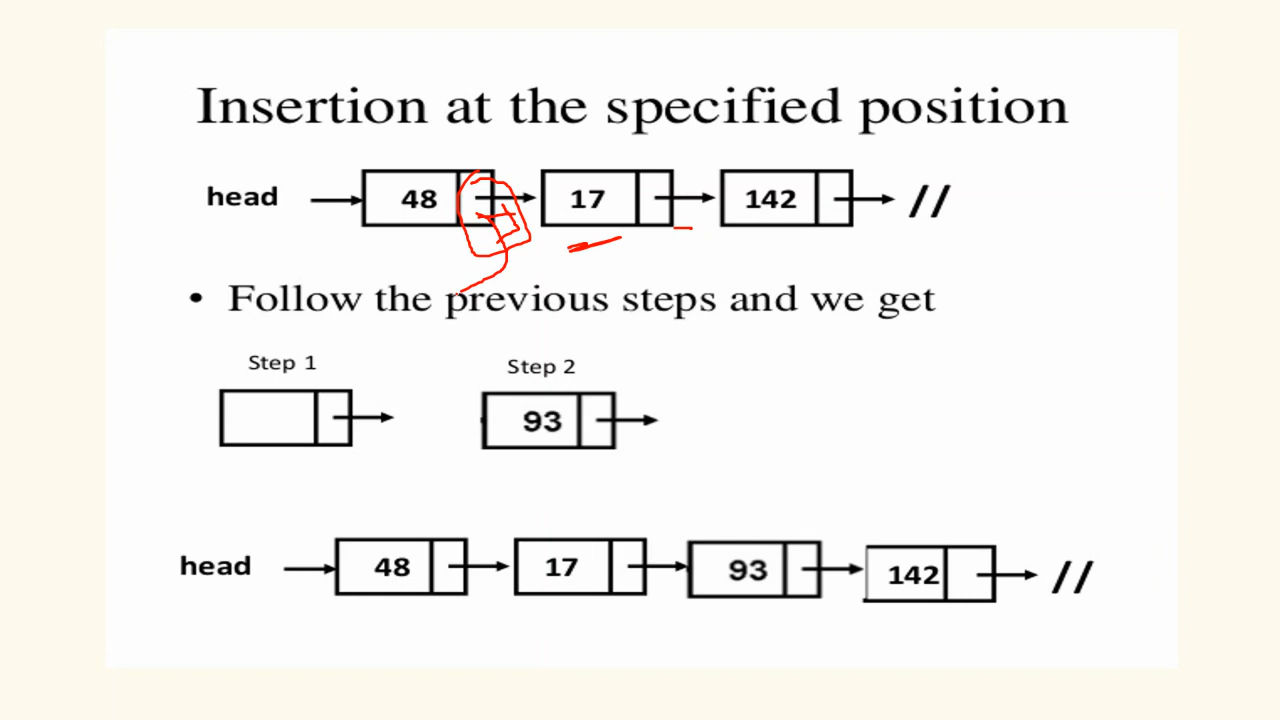 Insertion at the specified position
head 48 17 142 //
• Follow the previous steps and we get
Step 1 Step 2
93
head 48 17 93 142 //